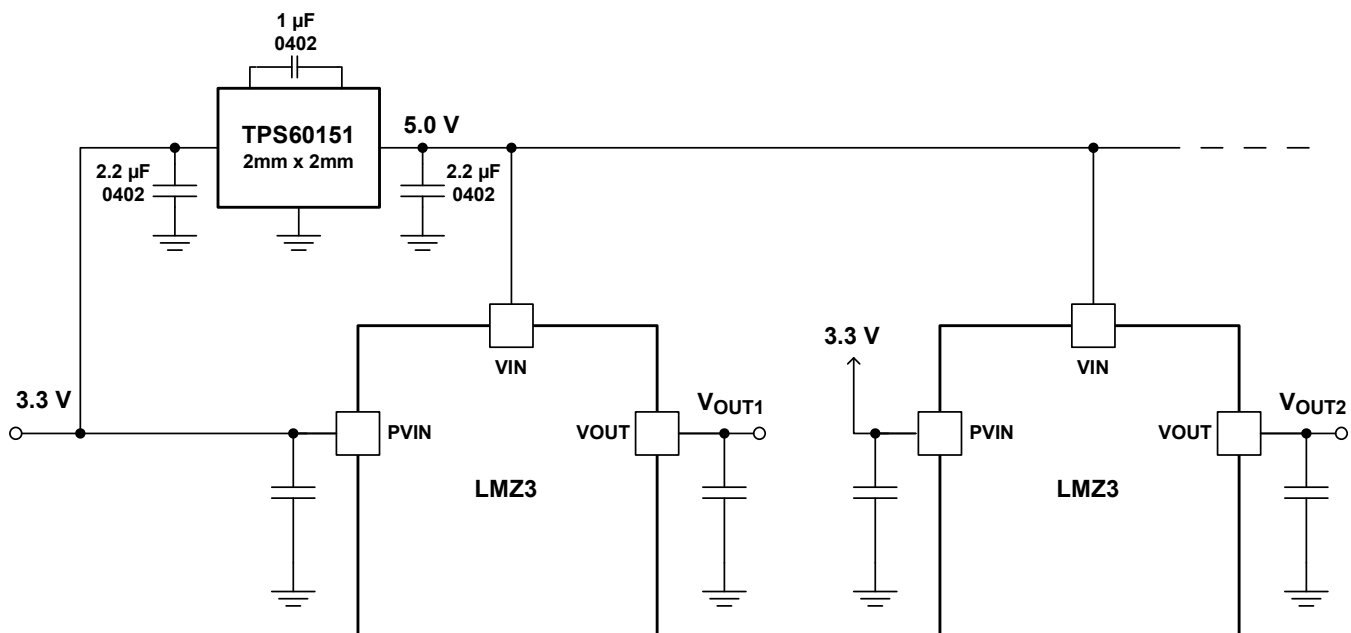 1 µF
0402
TPS60151
2mm x 2mm
5.0 V
2.2 µF
0402
2.2 µF
0402
VIN
3.3 V
VIN
3.3 V
PVIN
VOUT
VOUT1
PVIN
VOUT
VOUT2
LMZ3
LMZ3